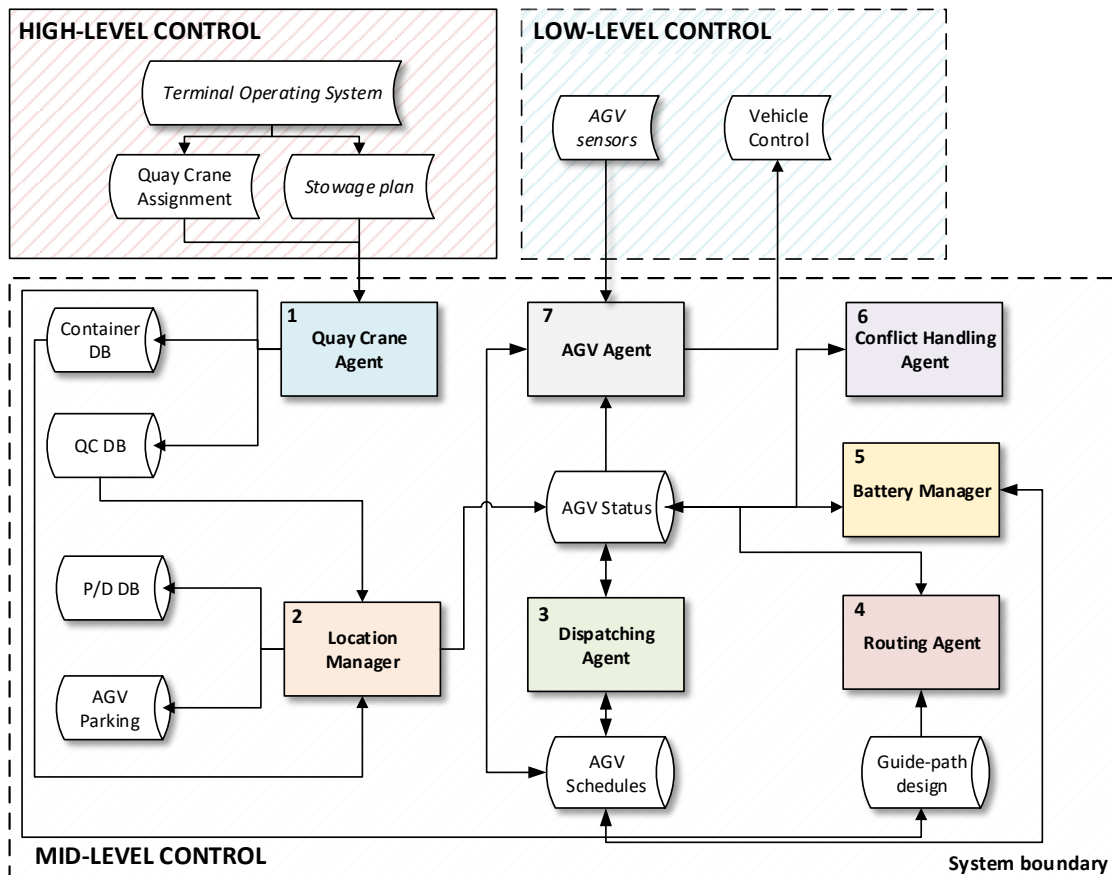 HIGH-LEVEL CONTROL
Terminal Operating System
Quay Crane
Assignment
Stowage plan
LOW-LEVEL CONTROL
AGV
sensors
Vehicle
Control
Container
DB
1
Quay Crane
Agent
7
AGV Agent
6
Conflict Handling
Agent
QC DB
AGV Status
5
Battery Manager
P/D DB
2
Location
Manager
3
Dispatching
Agent
4
Routing Agent
AGV
Parking
AGV
Schedules
Guide-path
design
MID-LEVEL CONTROL
System boundary